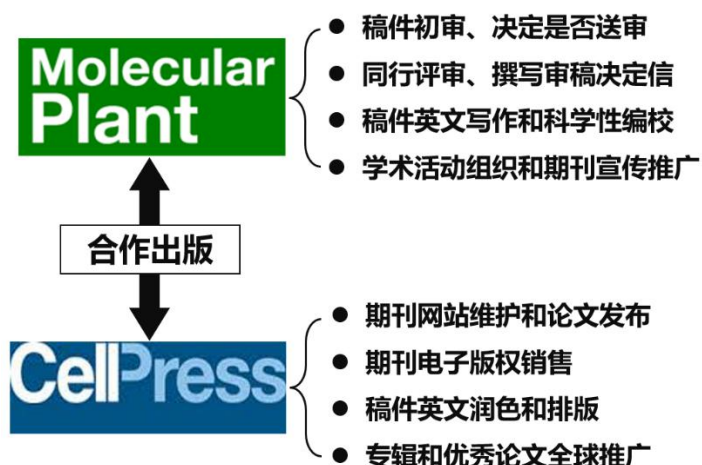 Molecular
Plant
● 稿件初审、决定是否送审
● 同行评审、撰写审稿决定信
● 稿件英文写作和科学性编校
● 学术活动组织和期刊宣传推广
合作出版
CellPress
● 期刊网站维护和论文发布
● 期刊电子版权销售
● 稿件英文润色和排版
● 专辑和优秀论文全球推广